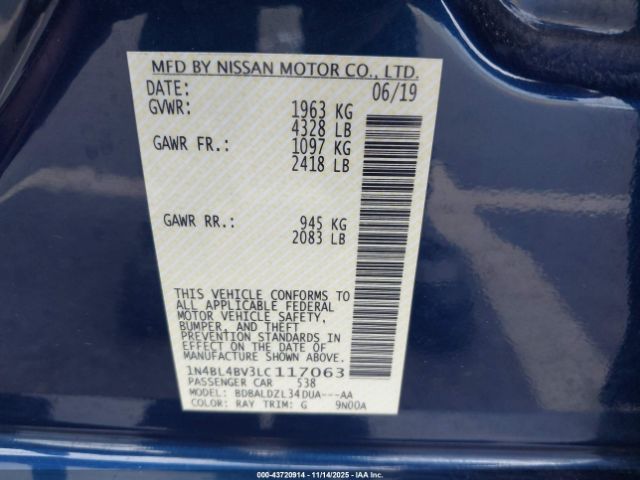 MFD BY NISSAN MOTOR CO., LTD.
DATE: 06/19
GVWR: 1963 KG
4328 LB
GAWR FR.: 1097 KG
2418 LB
GAWR RR.: 945 KG
2083 LB
THIS VEHICLE CONFORMS TO
ALL APPLICABLE FEDERAL
MOTOR VEHICLE SAFETY,
BUMPER, AND THEFT
PREVENTION STANDARDS IN
EFFECT ON THE DATE OF
MANUFACTURE SHOWN ABOVE.
1N4BL4BV3LC117063
PASSENGER CAR 538
MODEL: BDBALDZL34DUA---AA
COLOR: RAY TRIM: G 9N00A
000-43720914 - 11/14/2025 - IAAI.COM